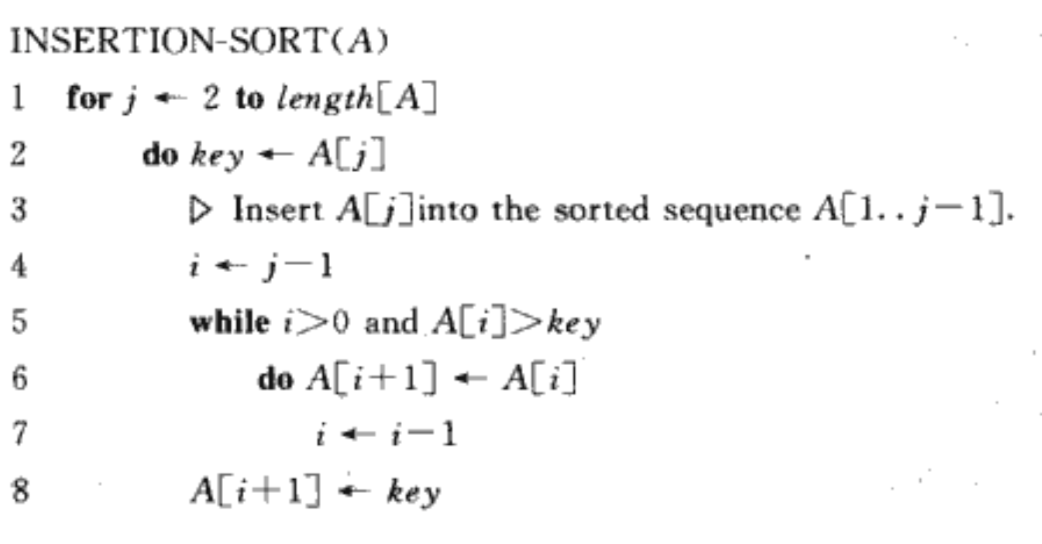 INSERTION-SORT(A)
1 for j ← 2 to length[A]
2 do key ← A[j]
3 ▷ Insert A[j]into the sorted sequence A[1..j-1].
4 i ← j-1
5 while i>0 and A[i]>key
6 do A[i+1] ← A[i]
7 i ← i-1
8 A[i+1] ← key